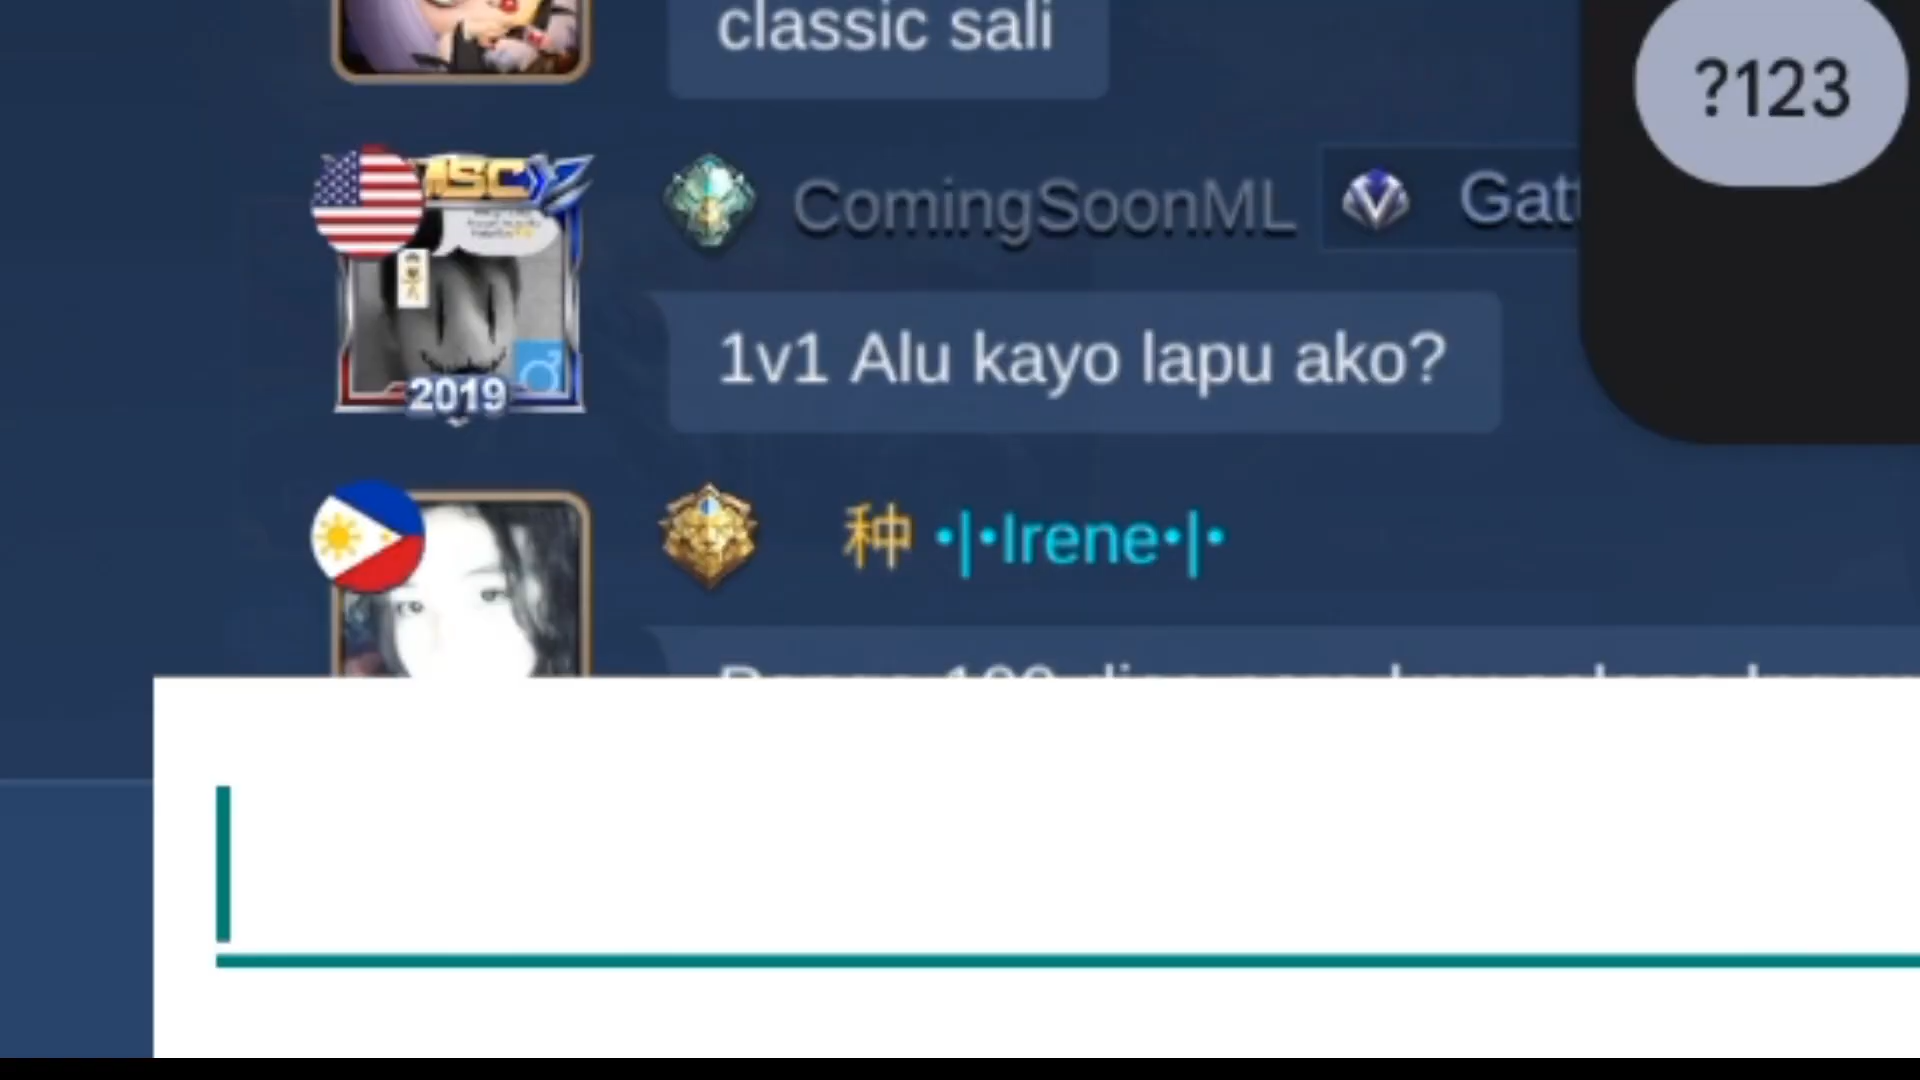 classic sali
?123
MSC
ComingSoonML
Gat
1v1 Alu kayo lapu ako?
2019
种 •|•Irene•|•